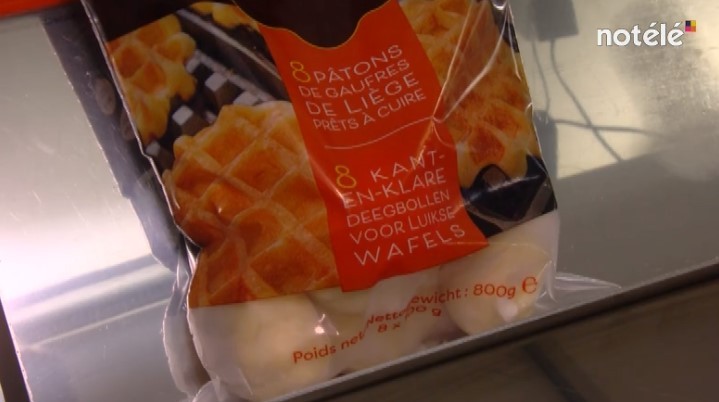 notélé
8 PÂTONS
DE GAUFRES
DE LIÈGE
PRÊTS À CUIRE
8 KANT-
EN-KLARE
DEEGBOLLEN
VOOR LUIKSE
WAFELS
800g e
Poids net
8 x